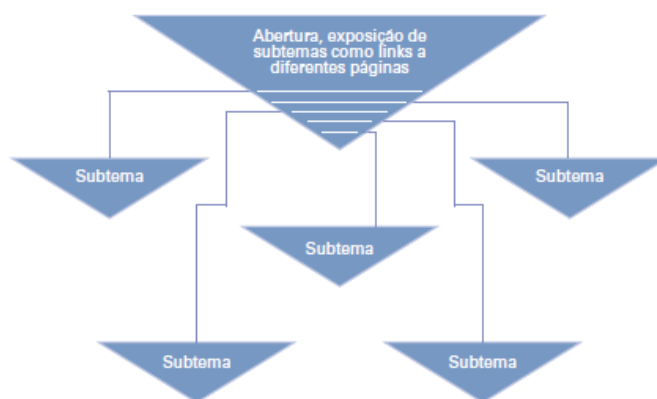 Abertura, exposição de
subtemas como links a
diferentes páginas
Subtema
Subtema
Subtema
Subtema
Subtema